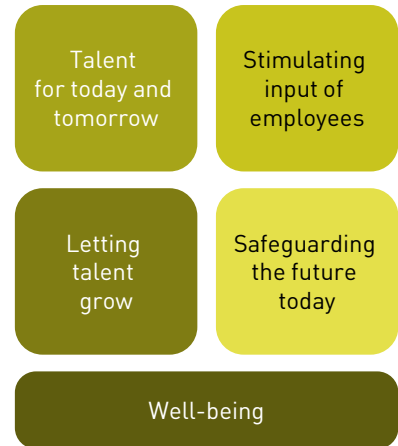 Talent
for today and
tomorrow
Stimulating
input of
employees
Letting
talent
grow
Safeguarding
the future
today
Well-being